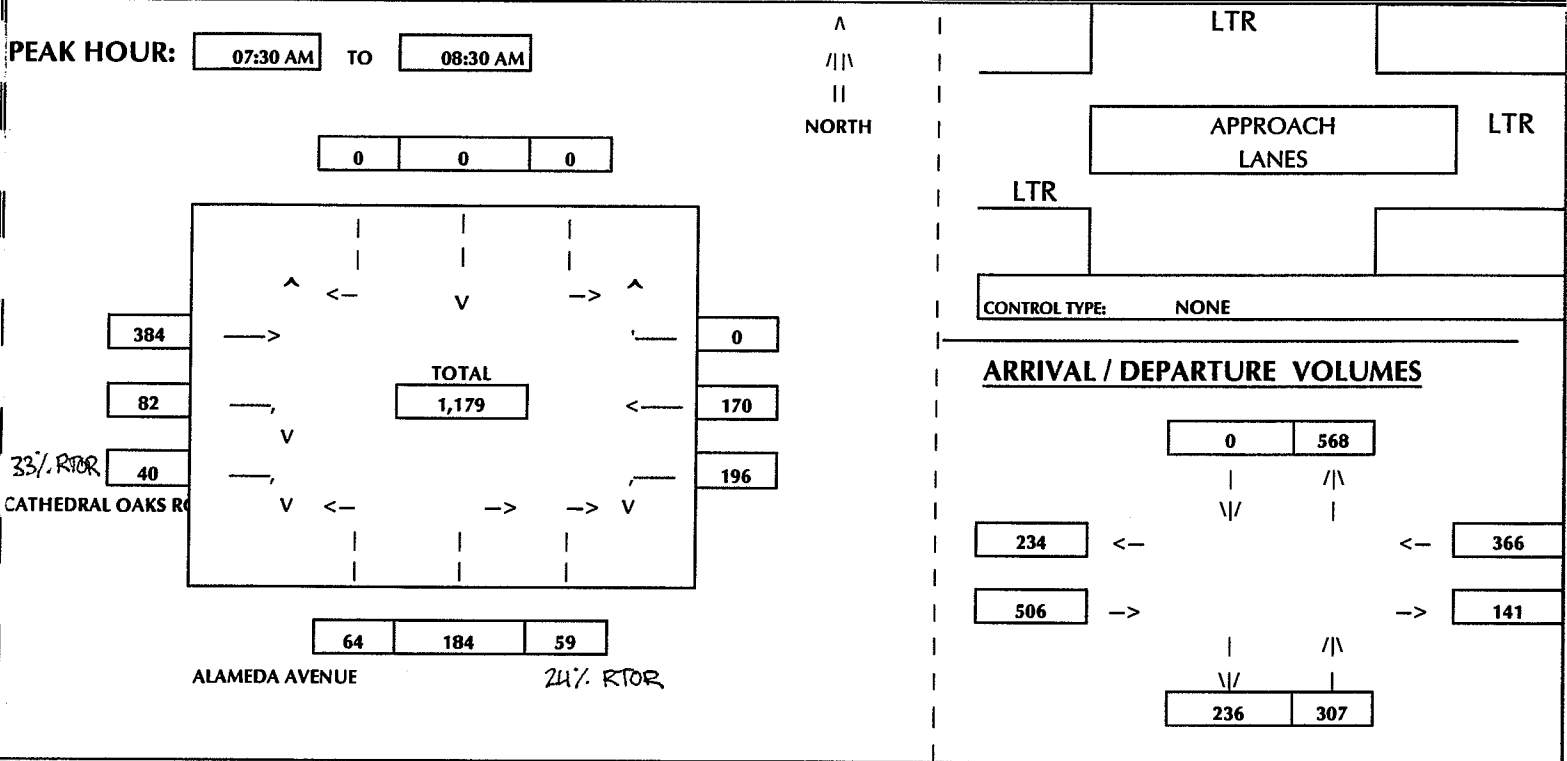 PEAK HOUR: 07:30 AM TO 08:30 AM
NORTH
0 0 0
384
0
TOTAL
82
1,179
170
33% RTOR 40
196
CATHEDRAL OAKS R
64 184 59
ALAMEDA AVENUE
24% RTOR
LTR
APPROACH
LANES
LTR
LTR
CONTROL TYPE: NONE
ARRIVAL / DEPARTURE VOLUMES
0 568
234
366
506
141
236 307